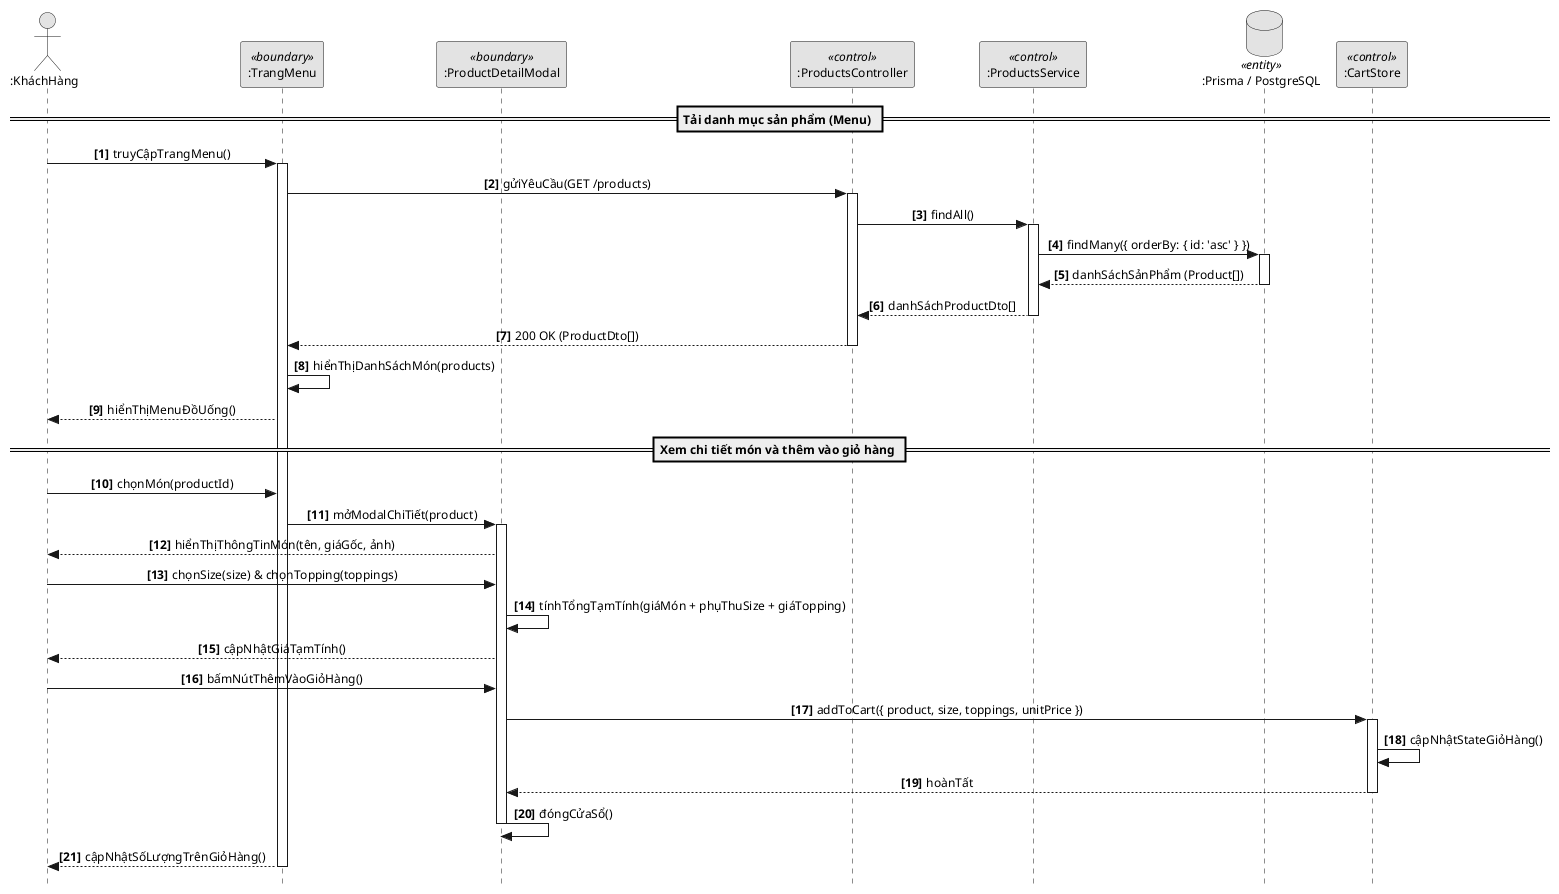 :KháchHàng
«boundary»
:TrangMenu
«boundary»
:ProductDetailModal
«control»
:ProductsController
«control»
:ProductsService
«entity»
:Prisma / PostgreSQL
«control»
:CartStore
Tải danh mục sản phẩm (Menu)
[1] truyCậpTrangMenu()
[2] gửiYêuCầu(GET /products)
[3] findAll()
[4] findMany({ orderBy: { id: 'asc' } })
[5] danhSáchSảnPhẩm (Product[])
[6] danhSáchProductDto[]
[7] 200 OK (ProductDto[])
[8] hiểnThịDanhSáchMón(products)
[9] hiểnThịMenuĐồUống()
Xem chi tiết món và thêm vào giỏ hàng
[10] chọnMón(productId)
[11] mởModalChiTiết(product)
[12] hiểnThịThôngTinMón(tên, giáGốc, ảnh)
[13] chọnSize(size) & chọnTopping(toppings)
[14] tínhTổngTạmTính(giáMón + phụThuSize + giáTopping)
[15] cậpNhậtGiáTạmTính()
[16] bấmNútThêmVàoGiỏHàng()
[17] addToCart({ product, size, toppings, unitPrice })
[18] cậpNhậtStateGiỏHàng()
[19] hoànTất
[20] đóngCửaSổ()
[21] cậpNhậtSốLượngTrênGiỏHàng()